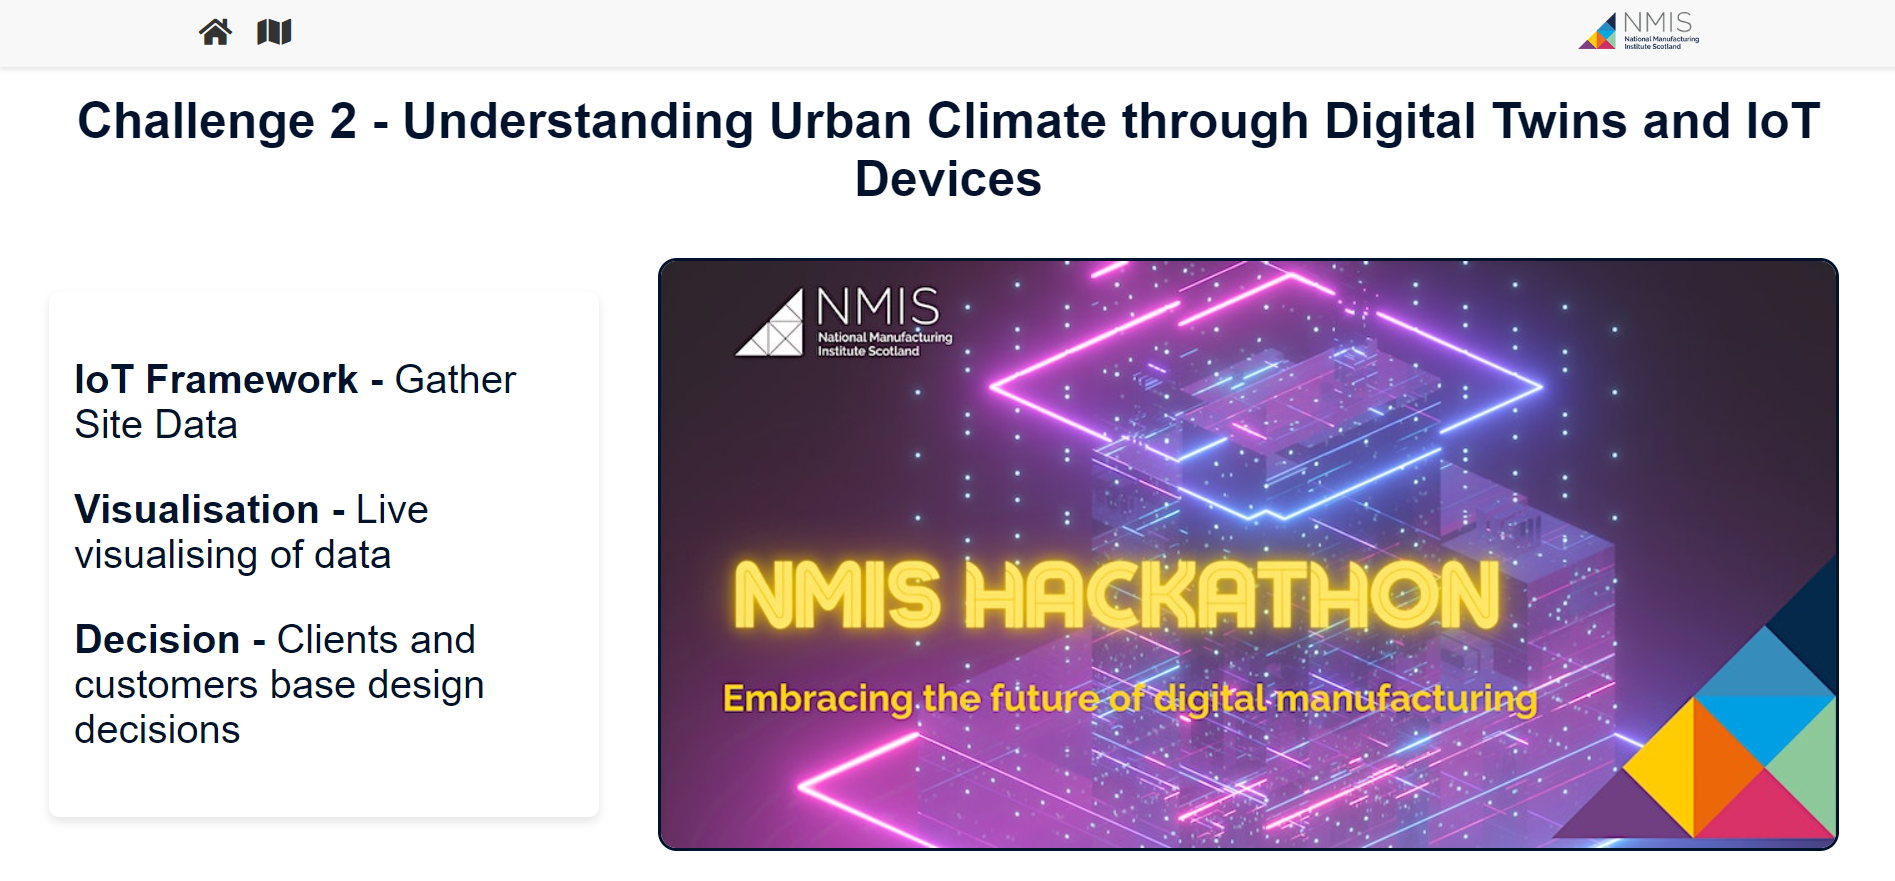 NMIS
National Manufacturing
Institute Scotland
Challenge 2 - Understanding Urban Climate through Digital Twins and IoT
Devices
IoT Framework - Gather
Site Data
Visualisation - Live
visualising of data
Decision - Clients and
customers base design
decisions
NMIS
National Manufacturing
Institute Scotland
NMIS HACKATHON
Embracing the future of digital manufacturing